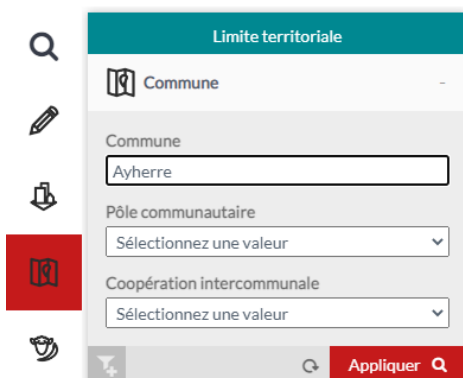 Limite territoriale
Commune -
Commune
Ayherre
Pôle communautaire
Sélectionnez une valeur
Coopération intercommunale
Sélectionnez une valeur
Appliquer